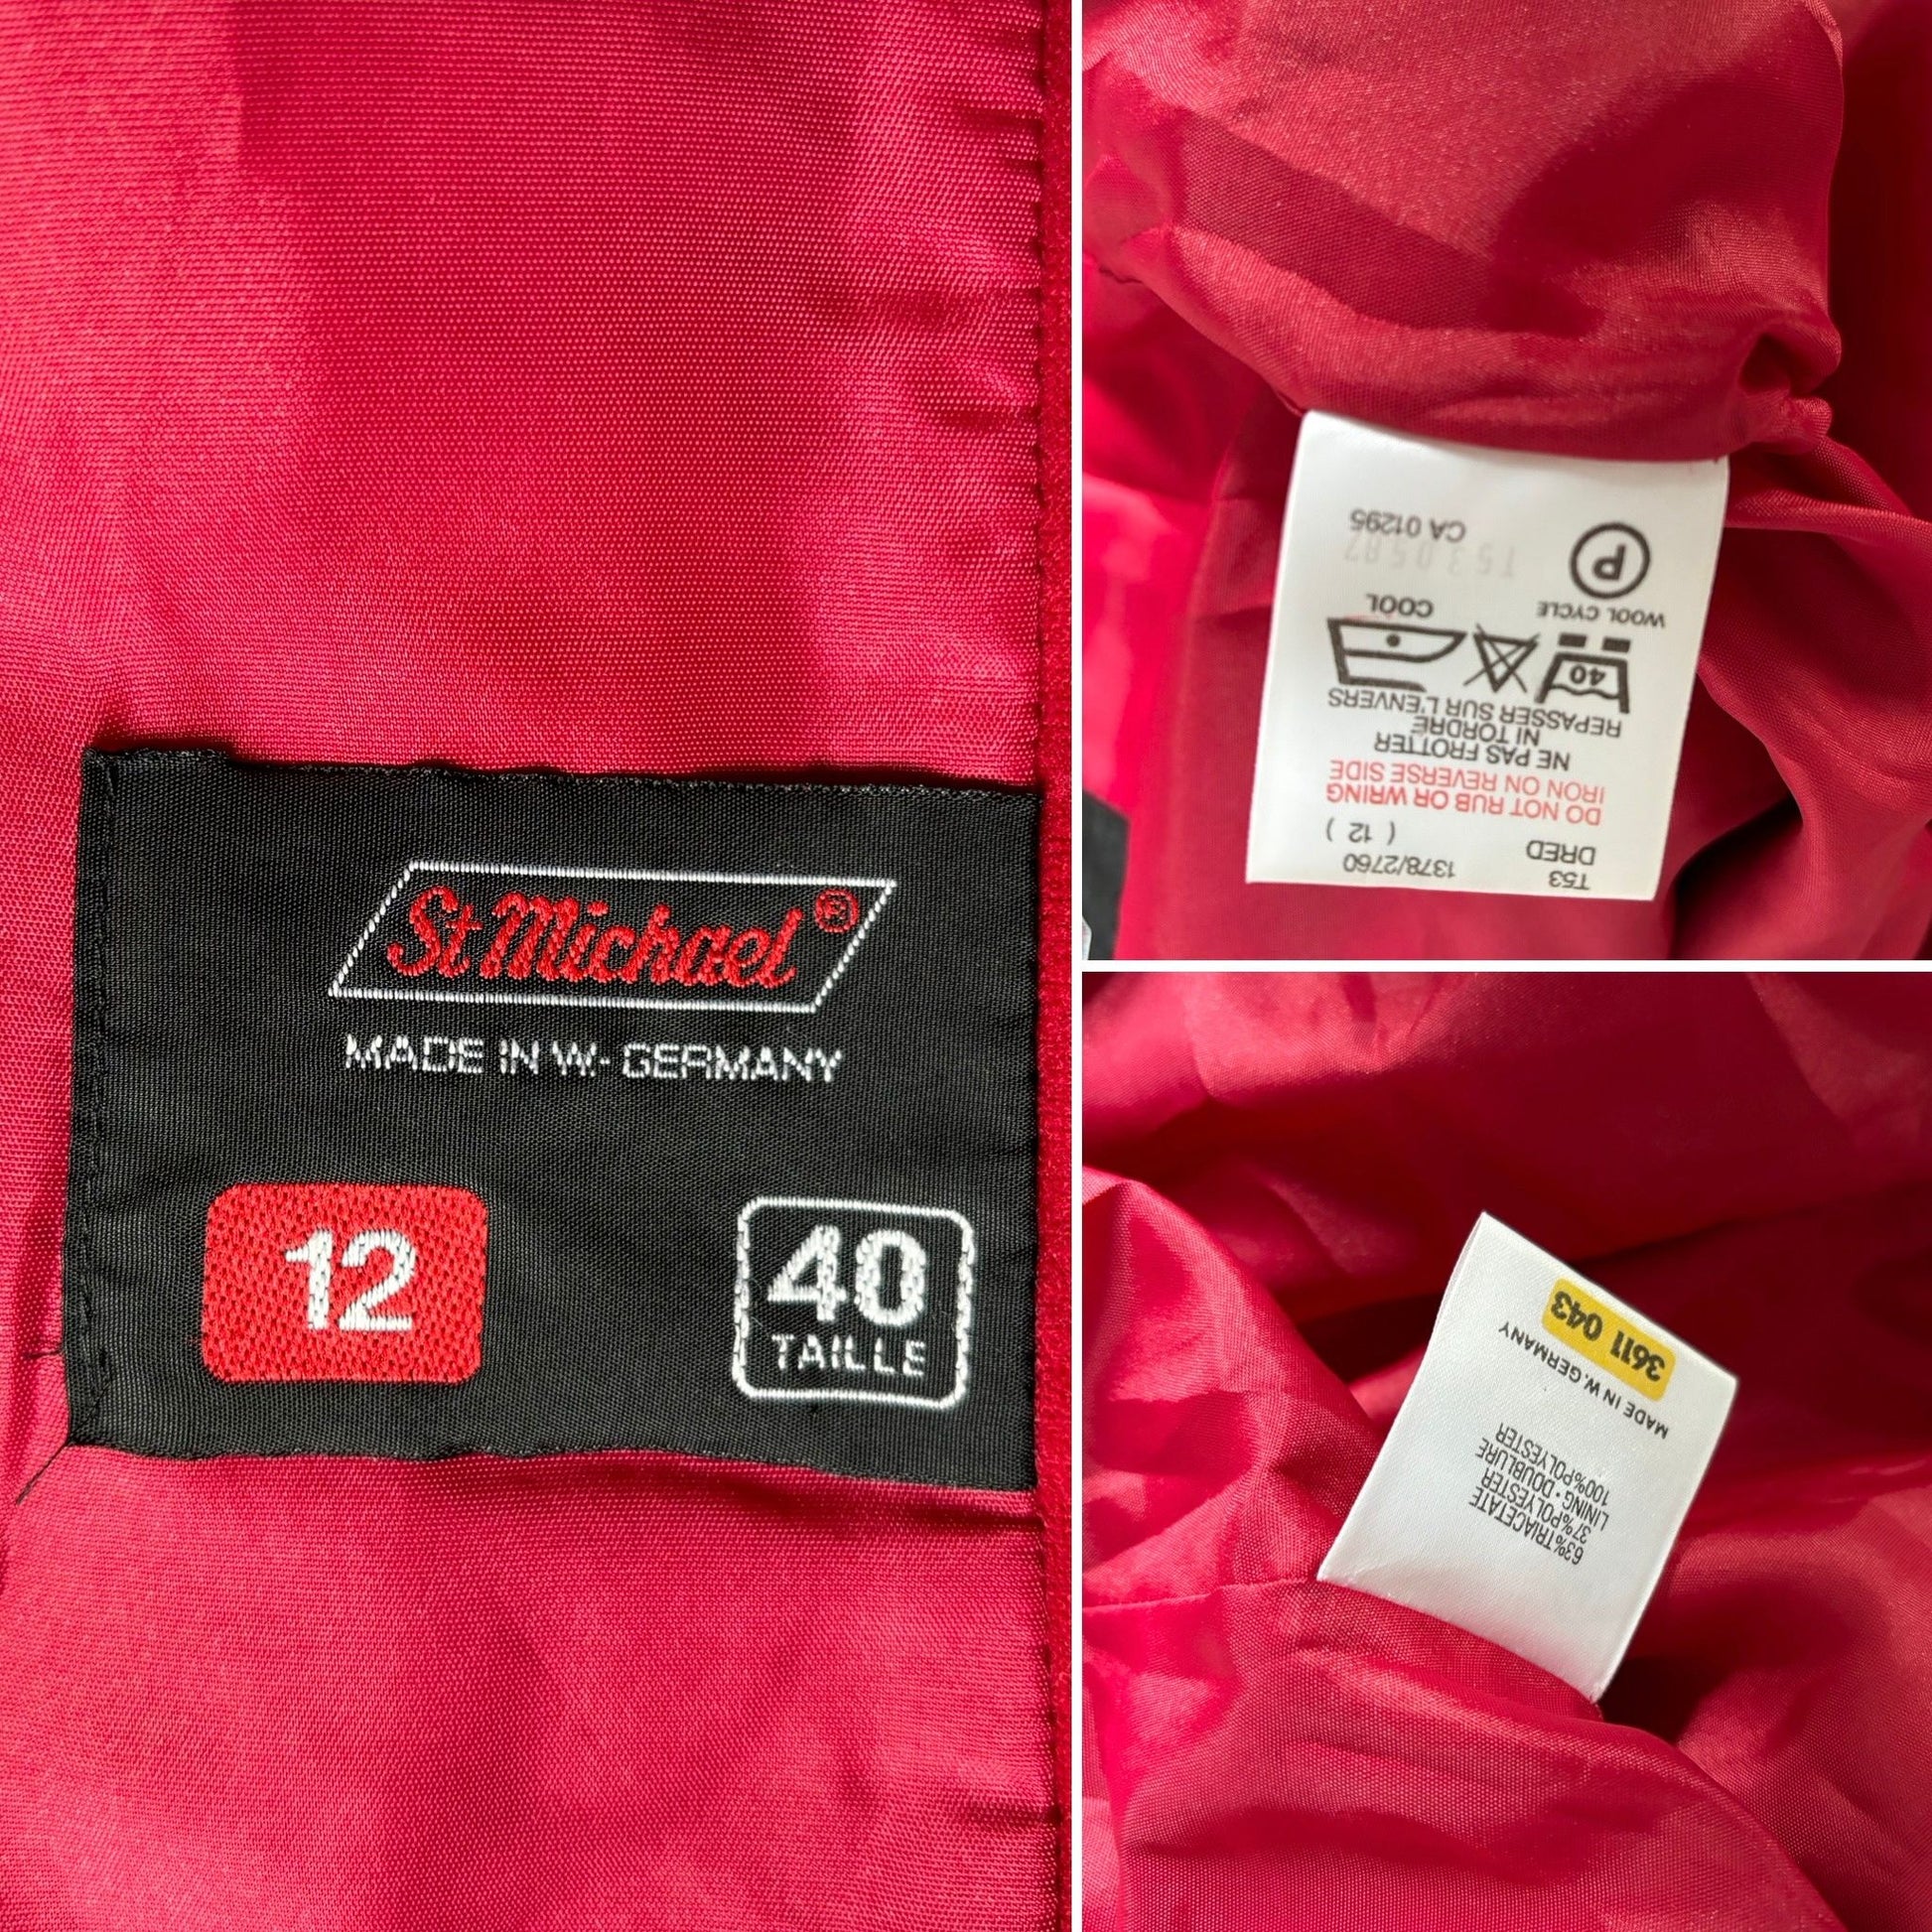 St Michael®
MADE IN W-GERMANY
12
40
TAILLE
T53 1378/2760
DRED ( 12 )
DO NOT RUB OR WRING
IRON ON REVERSE SIDE
NE PAS FROTTER
NI TORDRE
REPASSER SUR L'ENVERS
40
WOOL CYCLE COOL
P
CA 01295
3611 043
MADE IN W.GERMANY
63%TRIACETATE
37%POLYESTER
LINING • DOUBLURE
100%POLYESTER